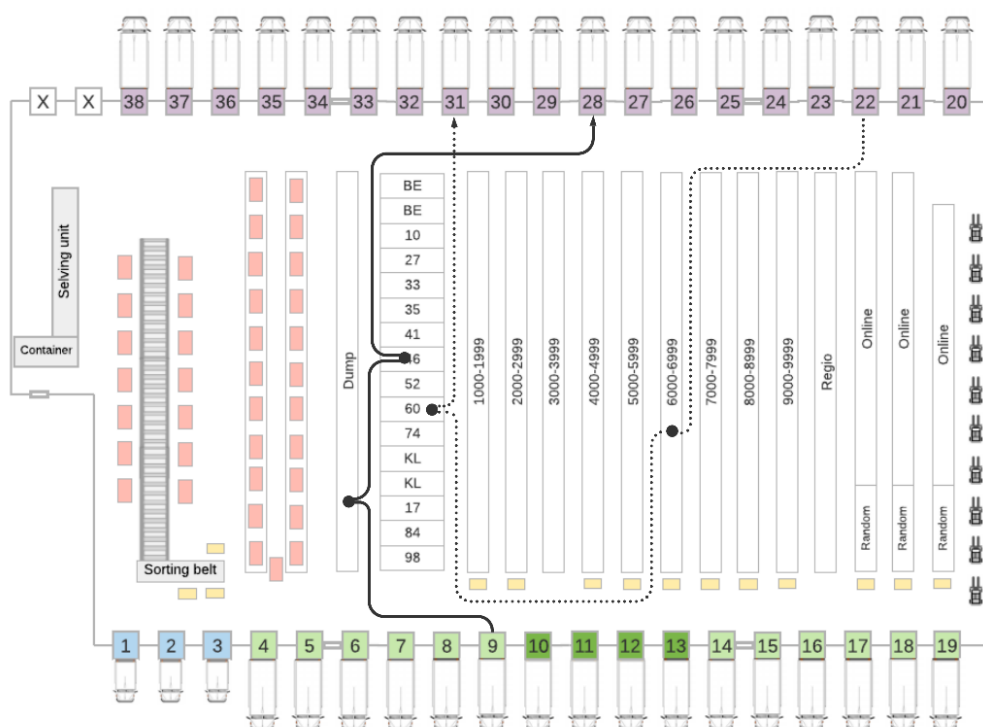 X X 38 37 36 35 34 33 32 31 30 29 28 27 26 25 24 23 22 21 20
Selving unit
Container
Sorting belt
Dump
BE
BE
10
27
33
35
41
46
52
60
74
KL
KL
17
84
98
1000-1999
2000-2999
3000-3999
4000-4999
5000-5999
6000-6999
7000-7999
8000-8999
9000-9999
Regio
Online
Random
Online
Random
Online
Random
1 2 3 4 5 6 7 8 9 10 11 12 13 14 15 16 17 18 19